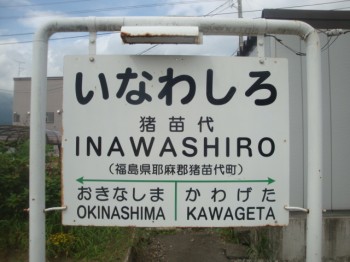 いなわしろ
猪苗代
INAWASHIRO
（福島県耶麻郡猪苗代町）
おきなしま かわげた
OKINASHIMA KAWAGETA